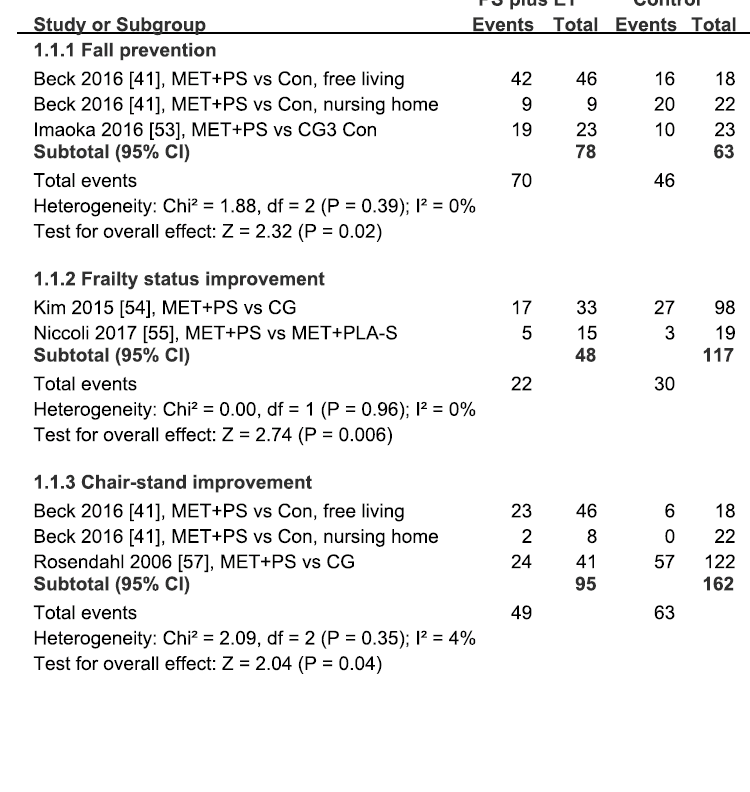 PS plus ET Control
Study or Subgroup Events Total Events Total
1.1.1 Fall prevention
Beck 2016 [41], MET+PS vs Con, free living 42 46 16 18
Beck 2016 [41], MET+PS vs Con, nursing home 9 9 20 22
Imaoka 2016 [53], MET+PS vs CG3 Con 19 23 10 23
Subtotal (95% CI) 78 63
Total events 70 46
Heterogeneity: Chi² = 1.88, df = 2 (P = 0.39); I² = 0%
Test for overall effect: Z = 2.32 (P = 0.02)
1.1.2 Frailty status improvement
Kim 2015 [54], MET+PS vs CG 17 33 27 98
Niccoli 2017 [55], MET+PS vs MET+PLA-S 5 15 3 19
Subtotal (95% CI) 48 117
Total events 22 30
Heterogeneity: Chi² = 0.00, df = 1 (P = 0.96); I² = 0%
Test for overall effect: Z = 2.74 (P = 0.006)
1.1.3 Chair-stand improvement
Beck 2016 [41], MET+PS vs Con, free living 23 46 6 18
Beck 2016 [41], MET+PS vs Con, nursing home 2 8 0 22
Rosendahl 2006 [57], MET+PS vs CG 24 41 57 122
Subtotal (95% CI) 95 162
Total events 49 63
Heterogeneity: Chi² = 2.09, df = 2 (P = 0.35); I² = 4%
Test for overall effect: Z = 2.04 (P = 0.04)